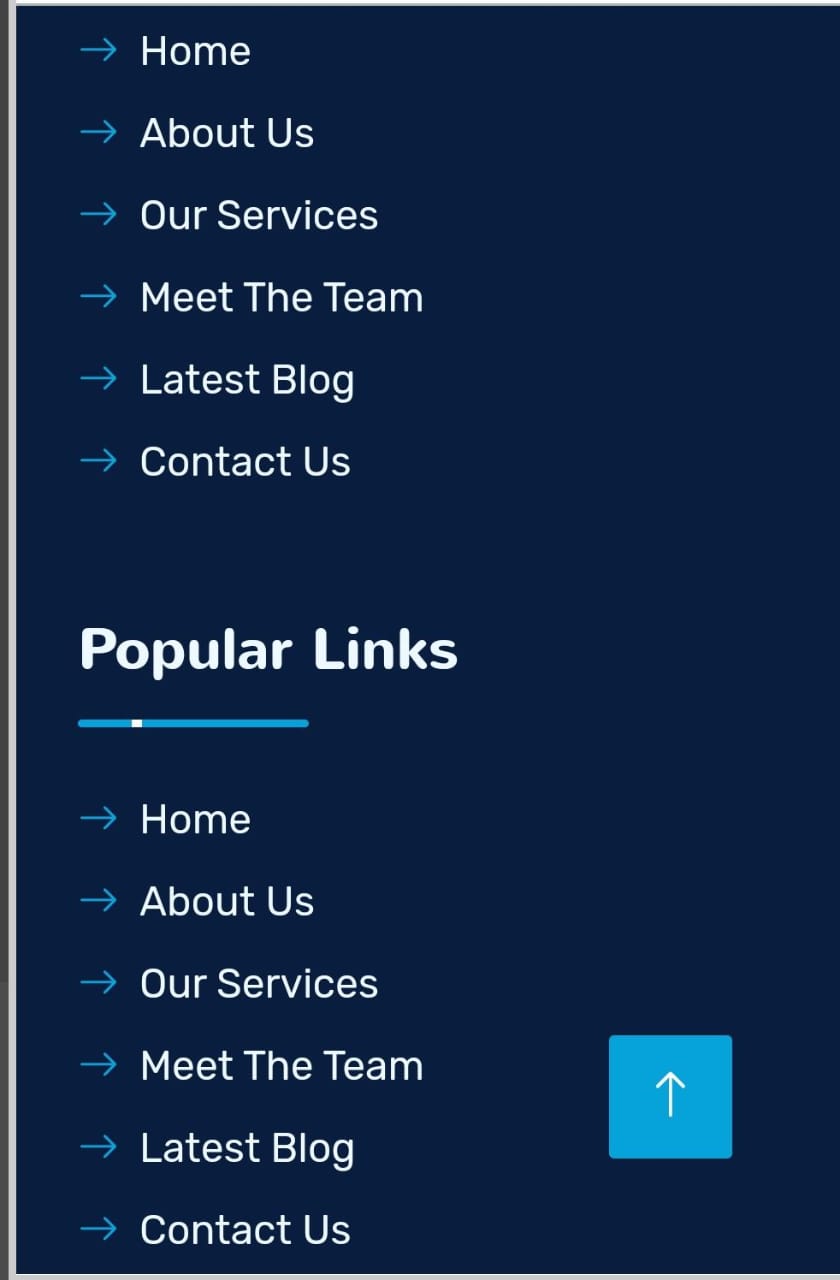 Home
About Us
Our Services
Meet The Team
Latest Blog
Contact Us
Popular Links
Home
About Us
Our Services
Meet The Team
Latest Blog
Contact Us